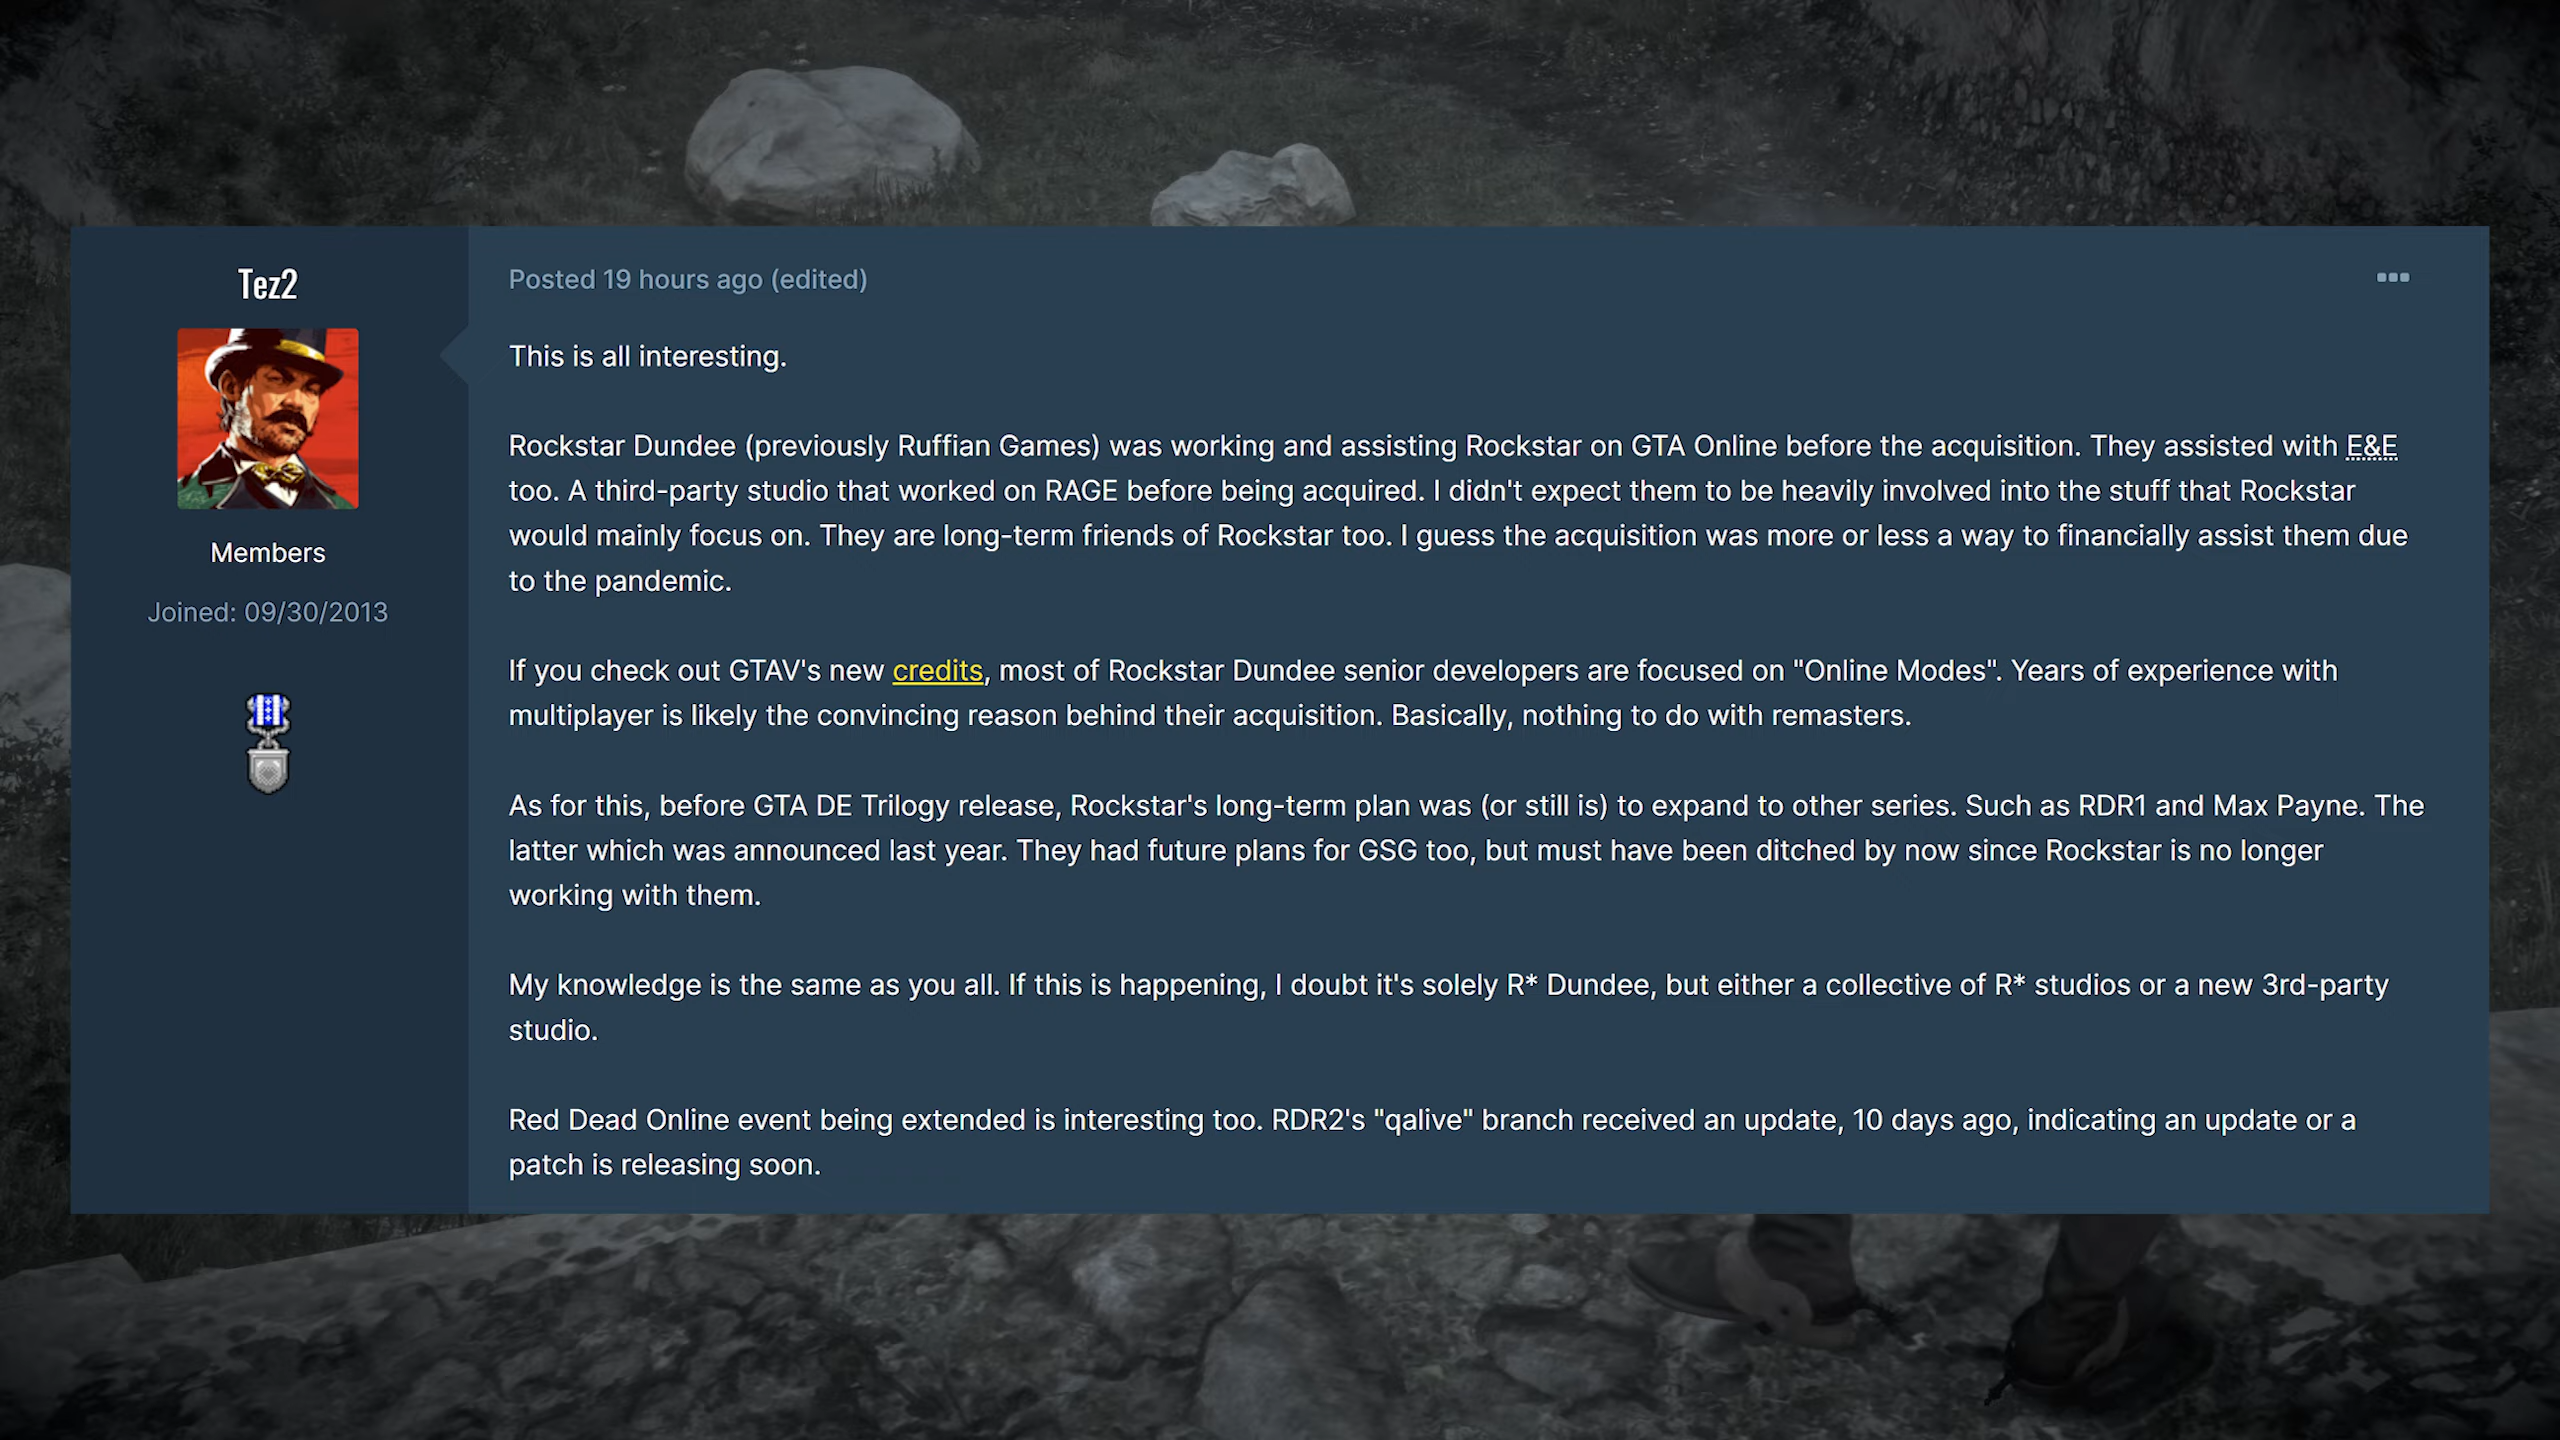 Tez2
Members
Joined: 09/30/2013
Posted 19 hours ago (edited)
This is all interesting.
Rockstar Dundee (previously Ruffian Games) was working and assisting Rockstar on GTA Online before the acquisition. They assisted with E&E
too. A third-party studio that worked on RAGE before being acquired. I didn't expect them to be heavily involved into the stuff that Rockstar
would mainly focus on. They are long-term friends of Rockstar too. I guess the acquisition was more or less a way to financially assist them due
to the pandemic.
If you check out GTAV's new credits, most of Rockstar Dundee senior developers are focused on "Online Modes". Years of experience with
multiplayer is likely the convincing reason behind their acquisition. Basically, nothing to do with remasters.
As for this, before GTA DE Trilogy release, Rockstar's long-term plan was (or still is) to expand to other series. Such as RDR1 and Max Payne. The
latter which was announced last year. They had future plans for GSG too, but must have been ditched by now since Rockstar is no longer
working with them.
My knowledge is the same as you all. If this is happening, I doubt it's solely R* Dundee, but either a collective of R* studios or a new 3rd-party
studio.
Red Dead Online event being extended is interesting too. RDR2's "qalive" branch received an update, 10 days ago, indicating an update or a
patch is releasing soon.